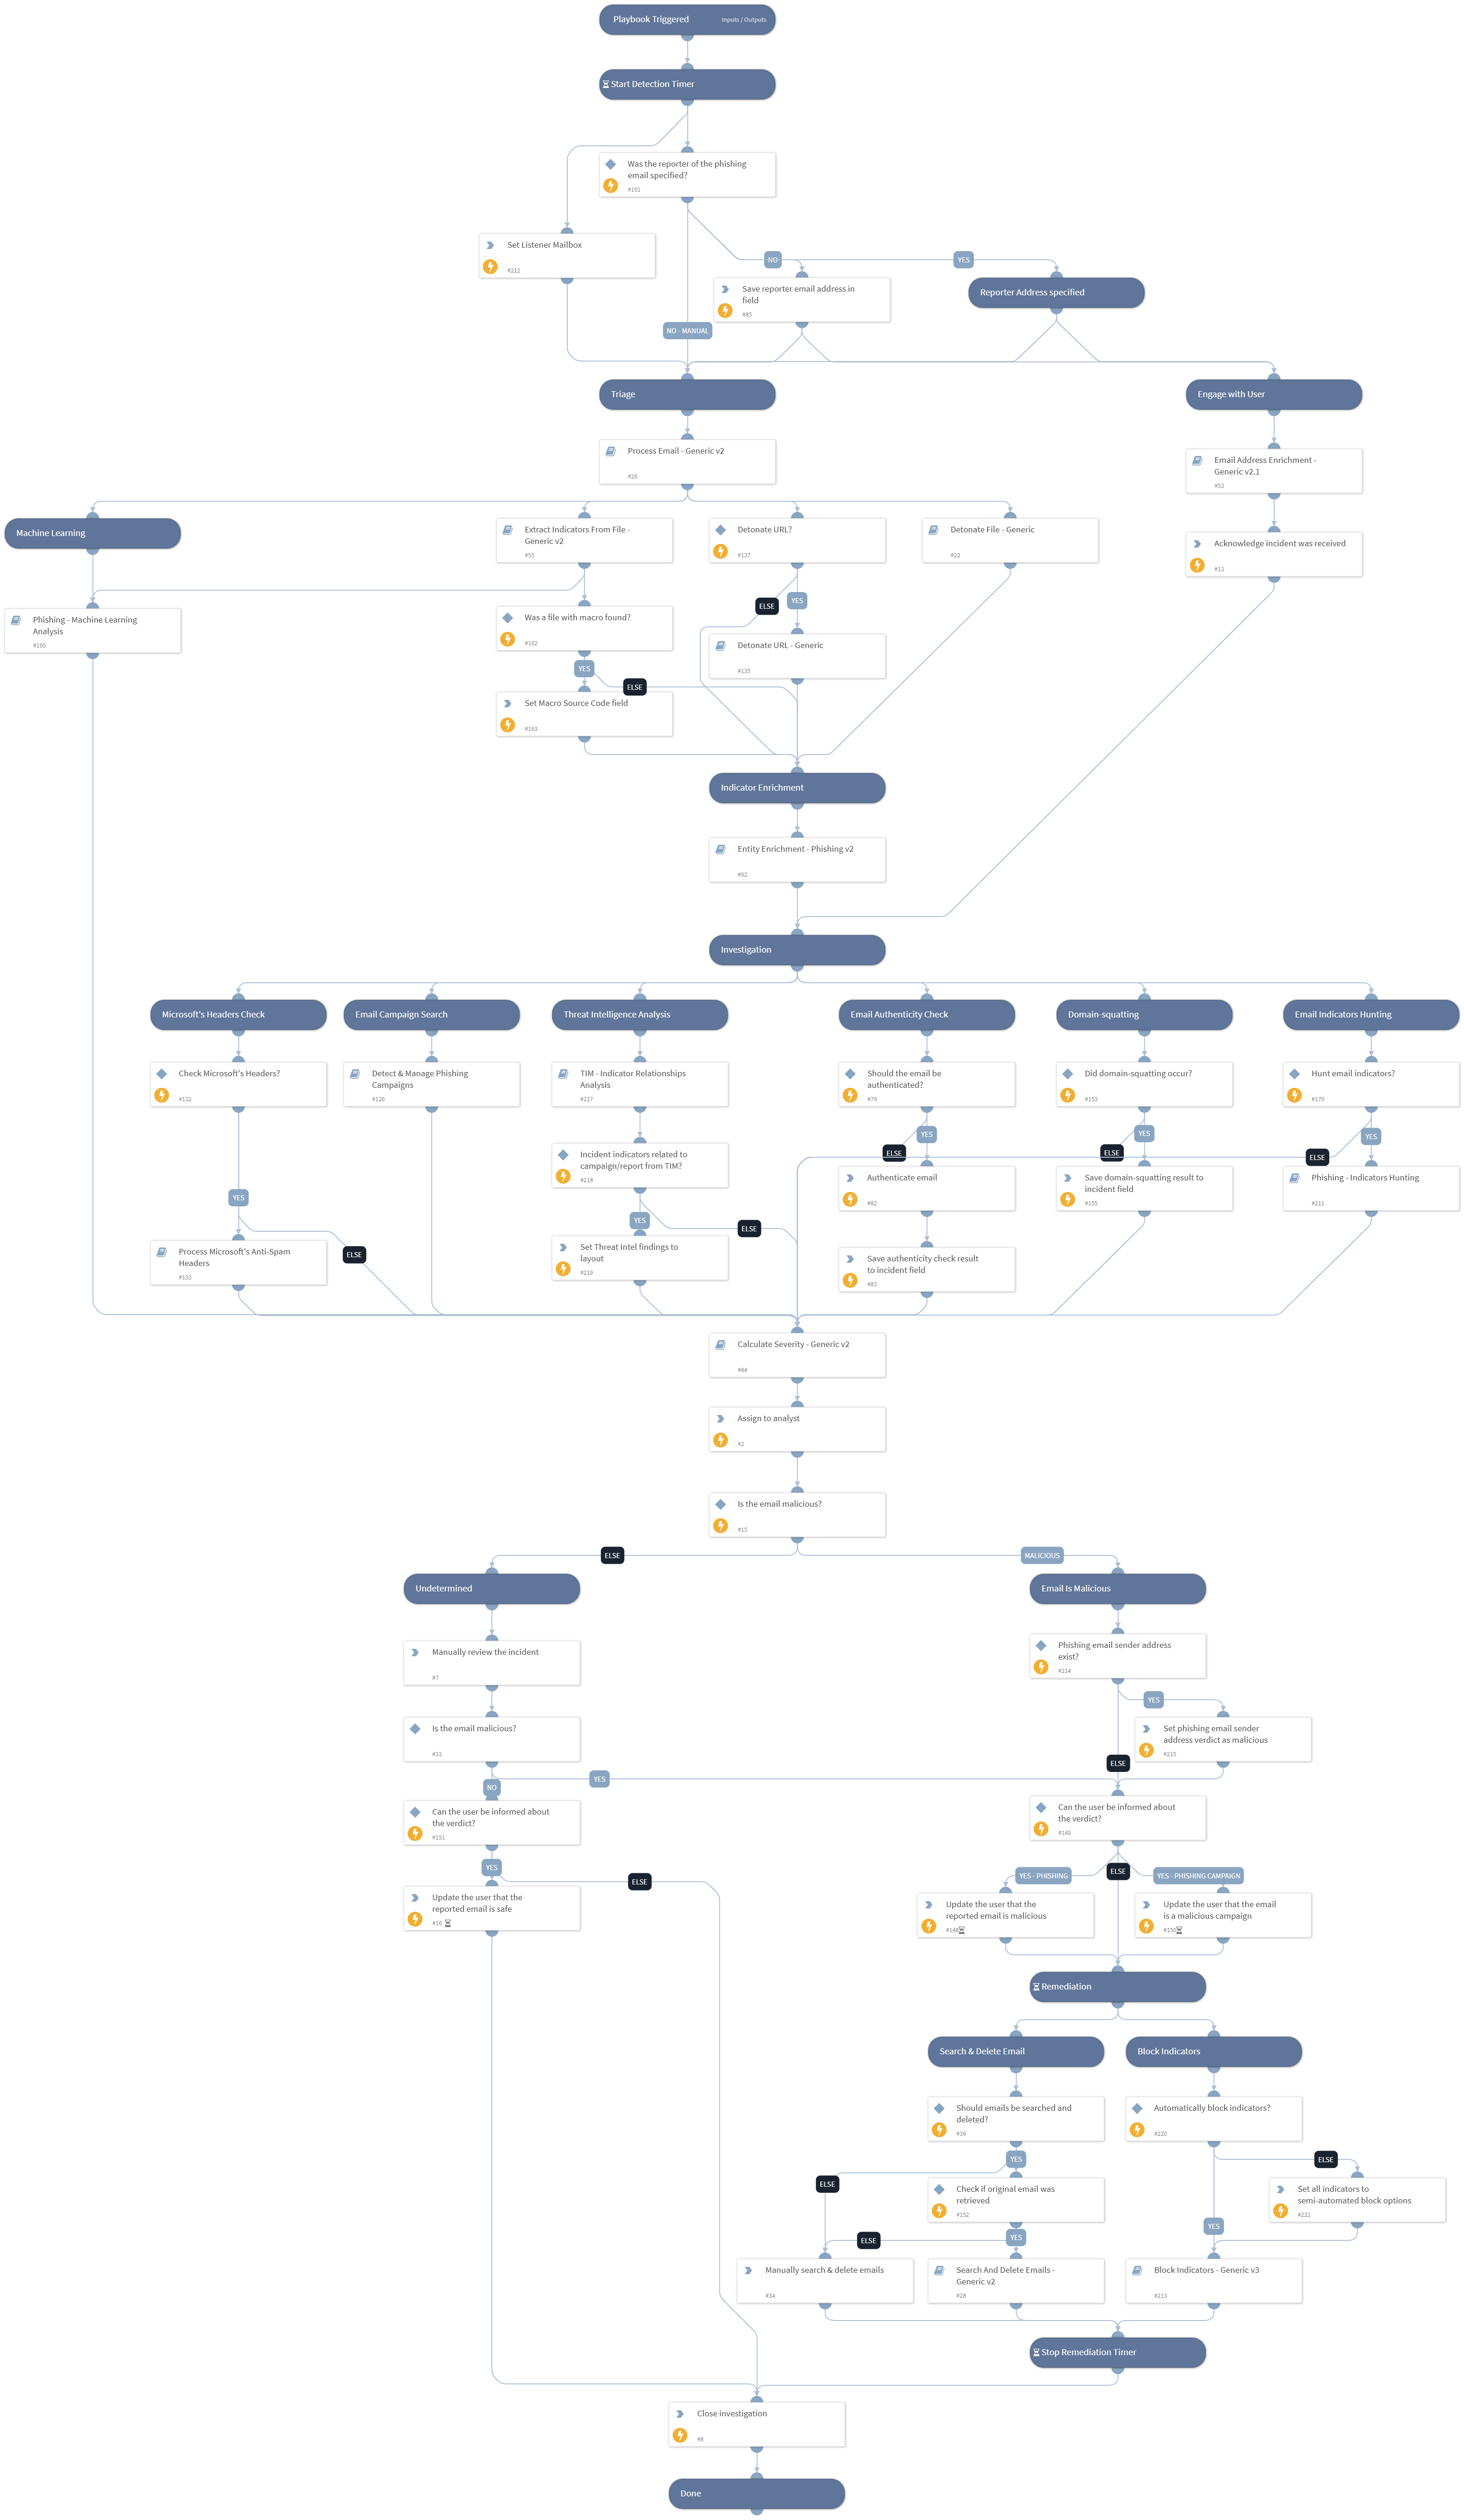 Playbook Triggered
Inputs / Outputs
Start Detection Timer
Was the reporter of the phishing
email specified?
#161
Set Listener Mailbox
#212
NO
YES
Save reporter email address in
field
#85
Reporter Address specified
NO - MANUAL
Triage
Engage with User
Process Email - Generic v2
#26
Email Address Enrichment -
Generic v2.1
#53
Machine Learning
Extract Indicators From File -
Generic v2
#55
Detonate URL?
#137
Detonate File - Generic
#22
Acknowledge incident was received
#13
ELSE
YES
Phishing - Machine Learning
Analysis
#160
Was a file with macro found?
#162
Detonate URL - Generic
#135
YES
ELSE
Set Macro Source Code field
#163
Indicator Enrichment
Entity Enrichment - Phishing v2
#92
Investigation
Microsoft's Headers Check
Email Campaign Search
Threat Intelligence Analysis
Email Authenticity Check
Domain-squatting
Email Indicators Hunting
Check Microsoft's Headers?
#132
Detect & Manage Phishing
Campaigns
#126
TIM - Indicator Relationships
Analysis
#217
Should the email be
authenticated?
#79
Did domain-squatting occur?
#153
Hunt email indicators?
#179
YES
YES
YES
ELSE
ELSE
ELSE
Incident indicators related to
campaign/report from TIM?
#218
Authenticate email
#82
Save domain-squatting result to
incident field
#155
Phishing - Indicators Hunting
#211
YES
YES
ELSE
Process Microsoft's Anti-Spam
Headers
#133
ELSE
Set Threat Intel findings to
layout
#219
Save authenticity check result
to incident field
#83
Calculate Severity - Generic v2
#84
Assign to analyst
#2
Is the email malicious?
#15
ELSE
MALICIOUS
Undetermined
Email Is Malicious
Manually review the incident
#7
Phishing email sender address
exist?
#214
YES
Is the email malicious?
#33
Set phishing email sender
address verdict as malicious
#215
ELSE
YES
NO
Can the user be informed about
the verdict?
#151
Can the user be informed about
the verdict?
#149
YES
ELSE
YES - PHISHING
ELSE
YES - PHISHING CAMPAIGN
Update the user that the
reported email is safe
#16
Update the user that the
reported email is malicious
#148
Update the user that the email
is a malicious campaign
#150
Remediation
Search & Delete Email
Block Indicators
Should emails be searched and
deleted?
#36
Automatically block indicators?
#220
YES
ELSE
ELSE
Check if original email was
retrieved
#152
Set all indicators to
semi-automated block options
#221
YES
ELSE
YES
Manually search & delete emails
#34
Search And Delete Emails -
Generic v2
#28
Block Indicators - Generic v3
#213
Stop Remediation Timer
Close investigation
#8
Done